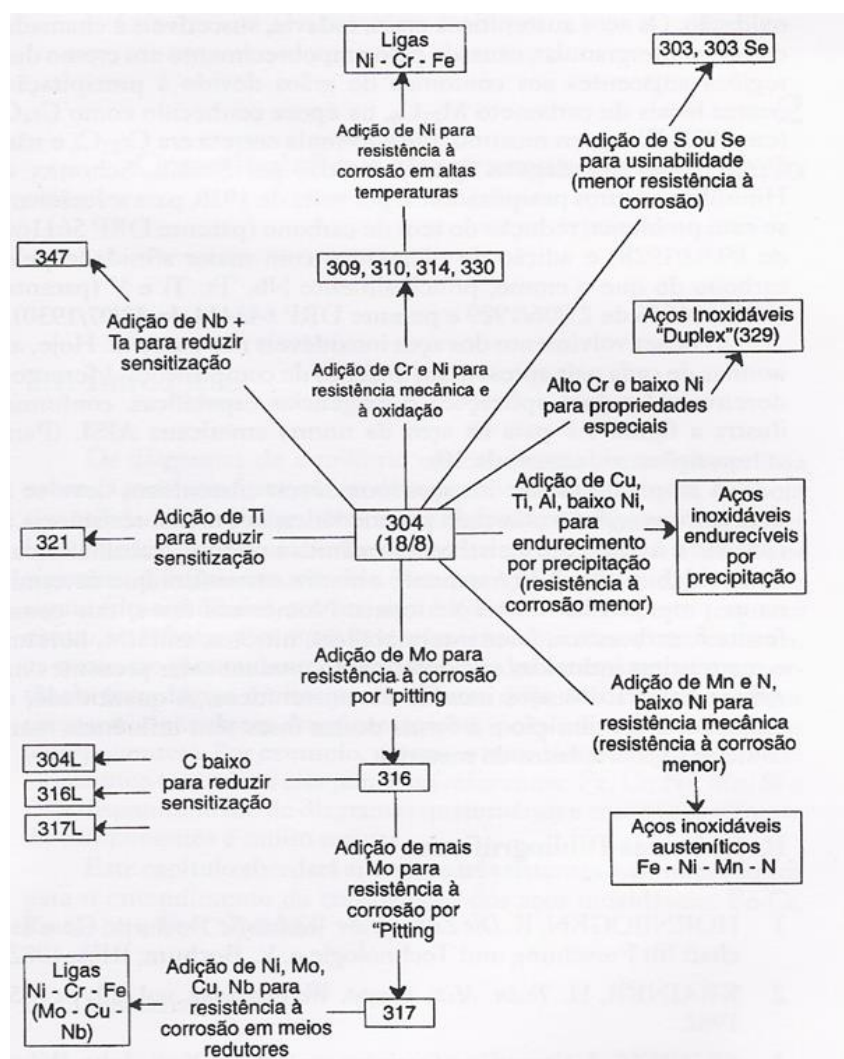 Ligas
Ni - Cr - Fe
303, 303 Se
Adição de Ni para
resistência à
corrosão em altas
temperaturas
Adição de S ou Se
para usinabilidade
(menor resistência à
corrosão)
347
309, 310, 314, 330
Adição de Nb +
Ta para reduzir
sensitização
Aços Inoxidáveis
“Duplex”(329)
Adição de Cr e Ni para
resistência mecânica e
à oxidação
Alto Cr e baixo Ni
para propriedades
especiais
321
Adição de Ti
para reduzir
sensitização
304
(18/8)
Adição de Cu,
Ti, Al, baixo Ni,
para
endurecimento
por precipitação
(resistência à
corrosão menor)
Aços
inoxidáveis
endurecíveis
por
precipitação
Adição de Mo para
resistência à corrosão
por “pitting
Adição de Mn e N,
baixo Ni para
resistência mecânica
(resistência à corrosão
menor)
304L
316L
317L
C baixo
para reduzir
sensitização
316
Aços inoxidáveis
austeníticos
Fe - Ni - Mn - N
Adição de mais
Mo para
resistência à
corrosão por
“Pitting
Ligas
Ni - Cr - Fe
(Mo - Cu -
Nb)
Adição de Ni, Mo,
Cu, Nb para
resistência à
corrosão em meios
redutores
317